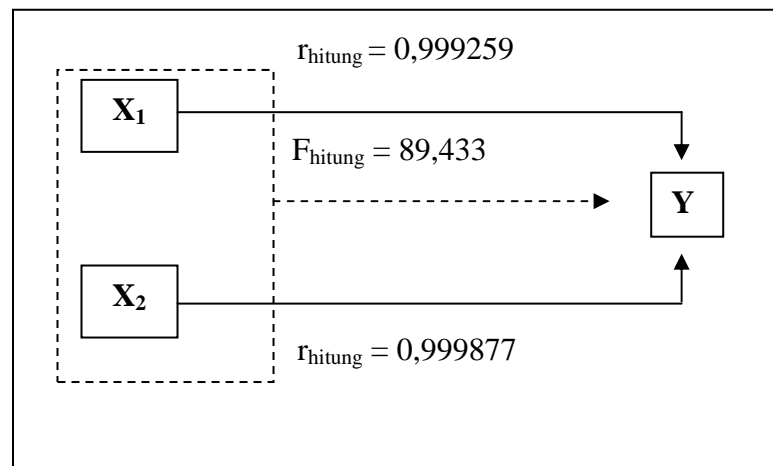 r_hitung = 0,999259
X₁
F_hitung = 89,433
Y
X₂
r_hitung = 0,999877